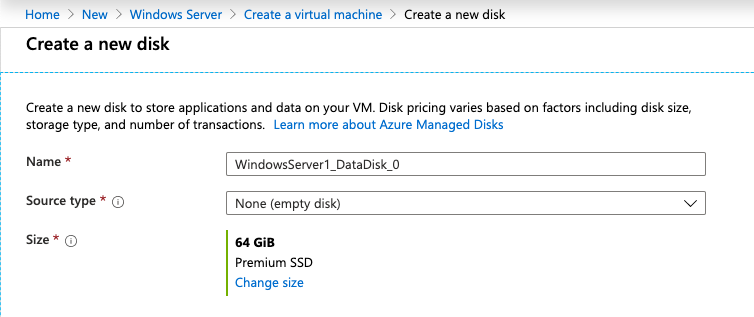 Home > New > Windows Server > Create a virtual machine > Create a new disk
Create a new disk
Create a new disk to store applications and data on your VM. Disk pricing varies based on factors including disk size,
storage type, and number of transactions. Learn more about Azure Managed Disks
Name * WindowsServer1_DataDisk_0
Source type * None (empty disk)
Size * 64 GiB
Premium SSD
Change size